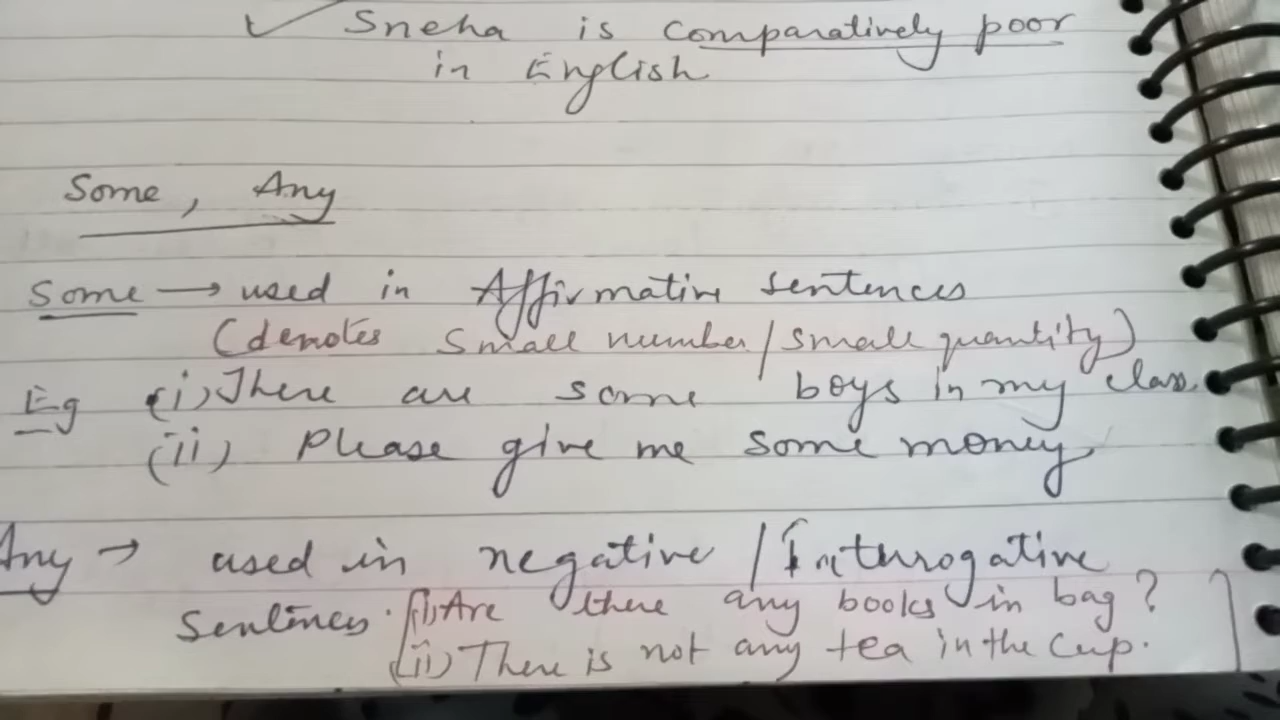 ✓ Sneha is comparatively poor
in English
Some, Any
Some → used in Affirmative sentences
(denotes small number/small quantity)
Eg (i) There are some boys in my class.
(ii) Please give me some money
Any → used in negative / Interrogative
Sentences. (i) Are there any books in bag?
(ii) There is not any tea in the cup.